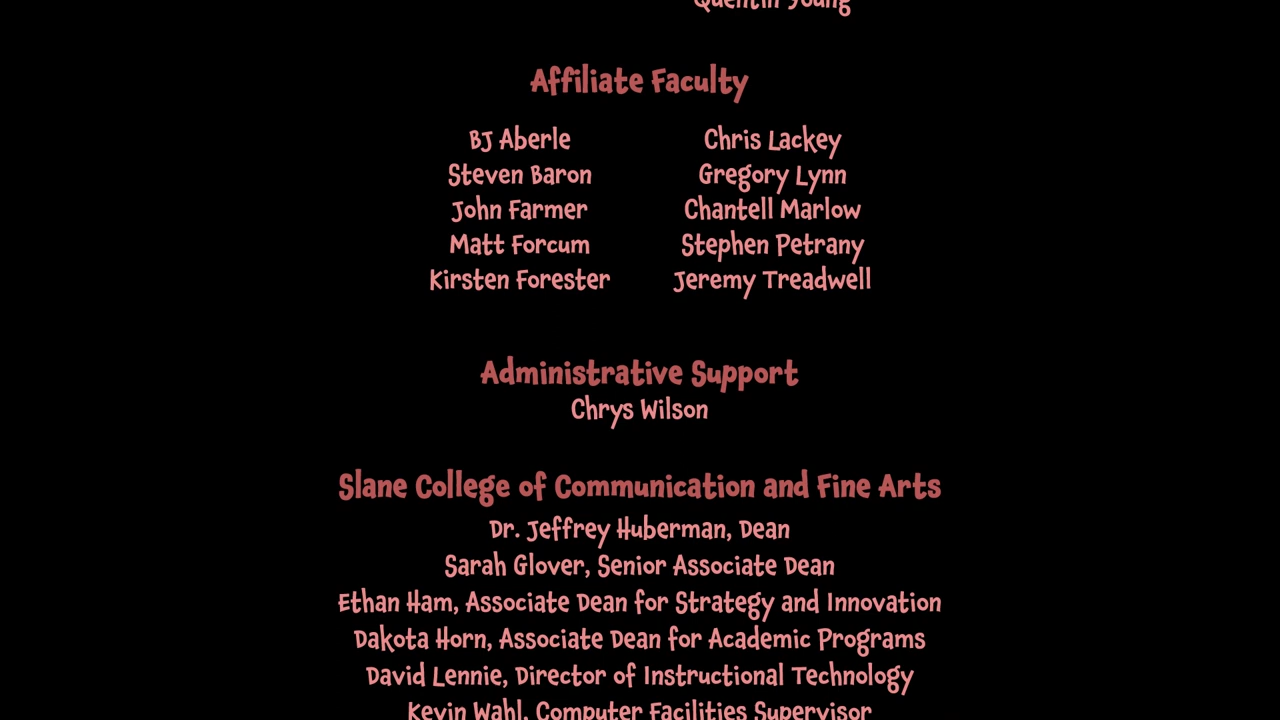 Quentin Young
Affiliate Faculty
BJ Aberle
Steven Baron
John Farmer
Matt Forcum
Kirsten Forester
Chris Lackey
Gregory Lynn
Chantell Marlow
Stephen Petrany
Jeremy Treadwell
Administrative Support
Chrys Wilson
Slane College of Communication and Fine Arts
Dr. Jeffrey Huberman, Dean
Sarah Glover, Senior Associate Dean
Ethan Ham, Associate Dean for Strategy and Innovation
Dakota Horn, Associate Dean for Academic Programs
David Lennie, Director of Instructional Technology
Kevin Wahl, Computer Facilities Supervisor